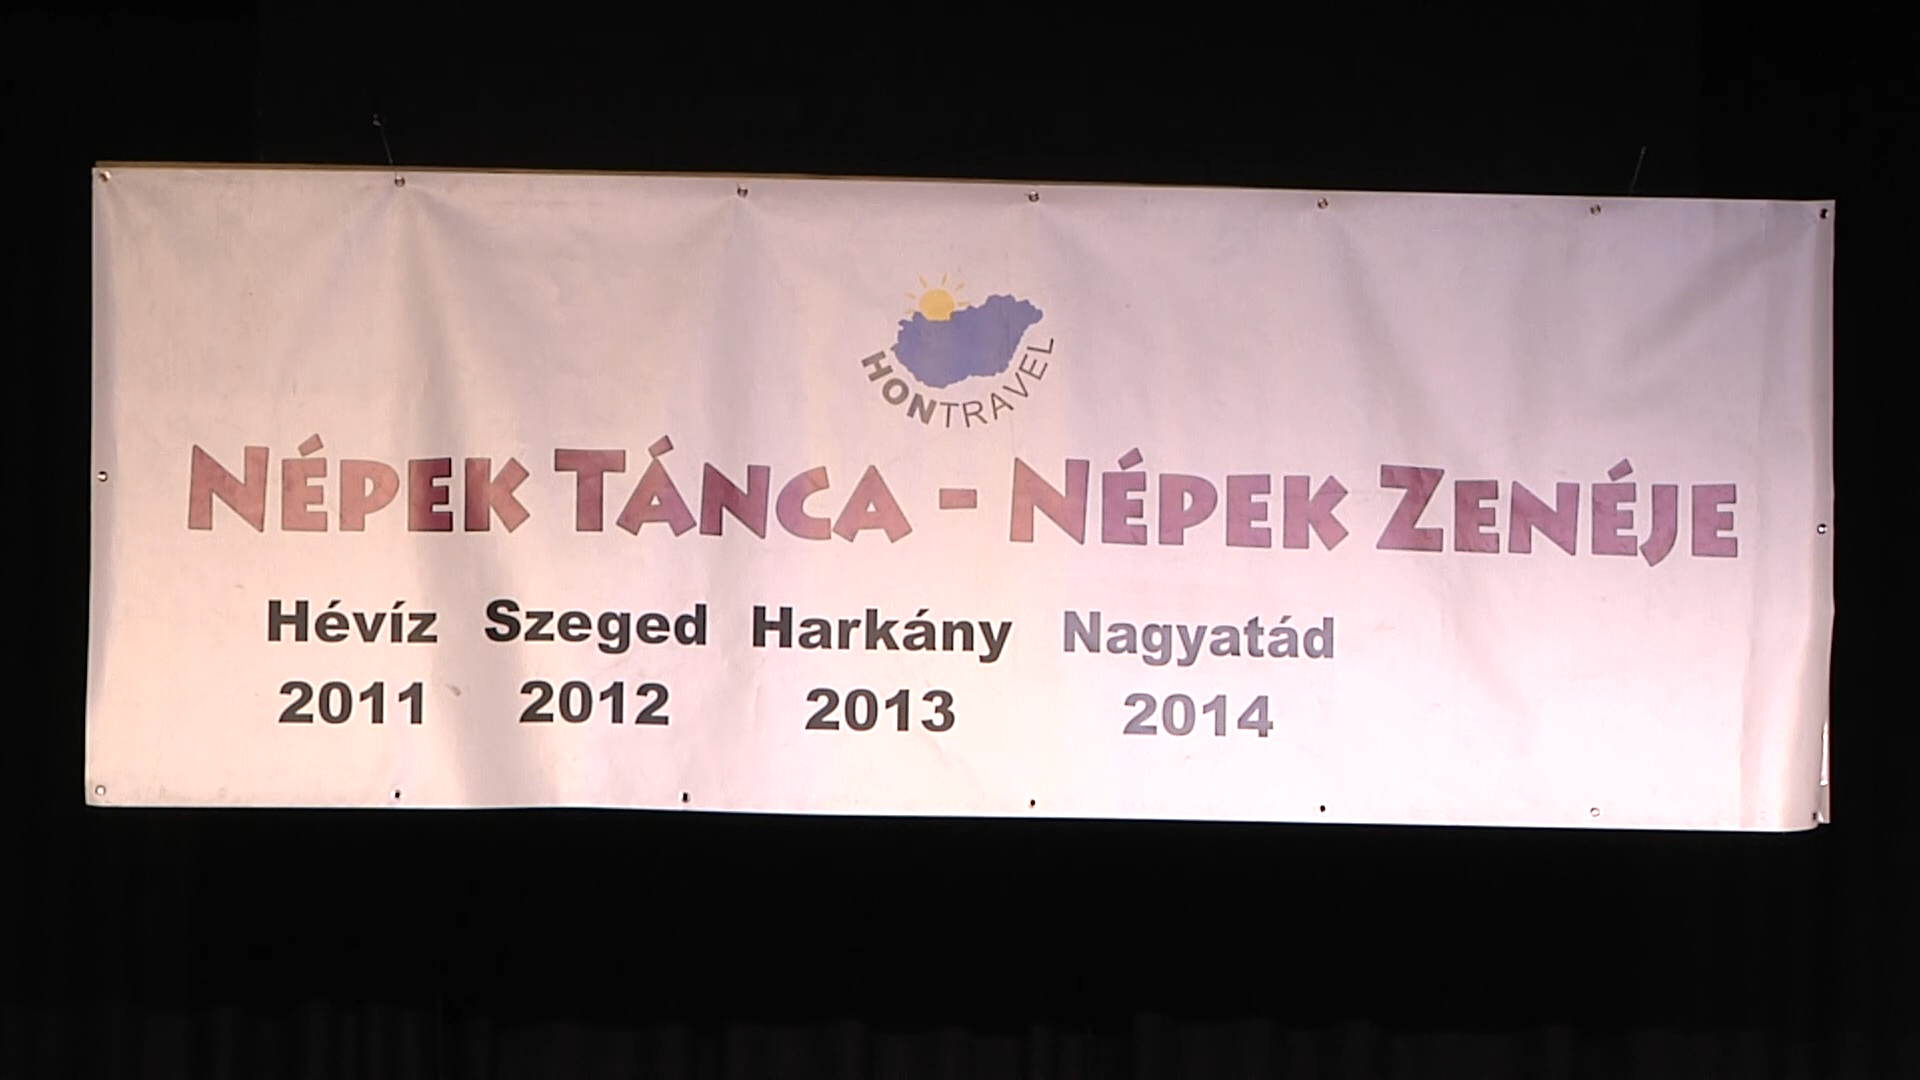 HONTRAVEL
NÉPEK TÁNCA - NÉPEK ZENÉJE
Hévíz Szeged Harkány Nagyatád
2011 2012 2013 2014